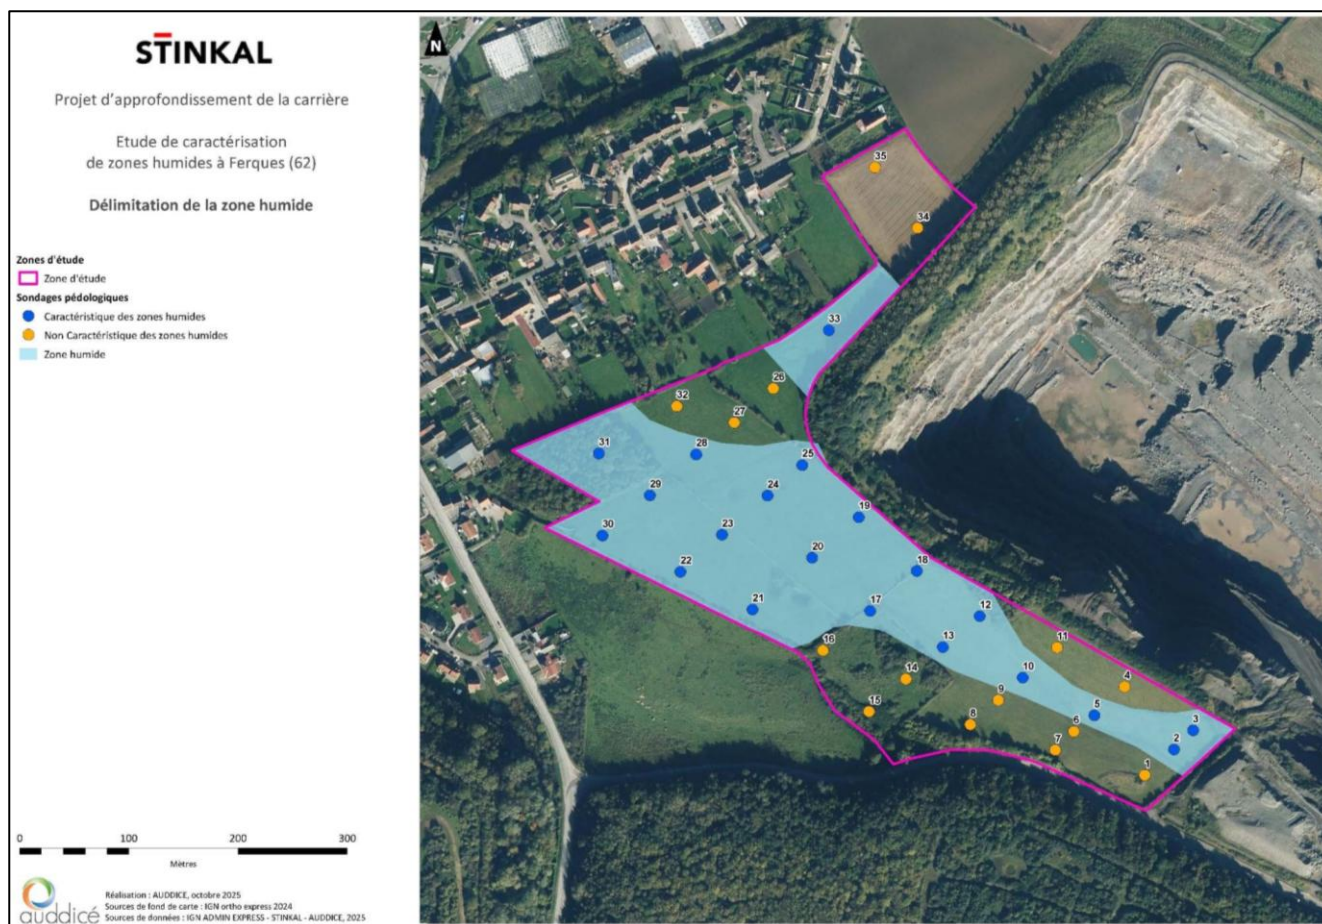 STINKAL
Projet d'approfondissement de la carrière
Etude de caractérisation
de zones humides à Ferques (62)
Délimitation de la zone humide
Zones d'étude
Zone d'étude
Sondages pédologiques
Caractéristique des zones humides
Non Caractéristique des zones humides
Zone humide
N
35
34
33
26
32
27
31
28
25
29
24
19
30
23
20
18
22
21
17
12
16
13
11
14
10
4
9
15
8
5
3
6
2
7
1
0 100 200 300
Mètres
auddicé
Réalisation : AUDDICE, octobre 2025
Sources de fond de carte : IGN ortho express 2024
Sources de données : IGN ADMIN EXPRESS - STINKAL - AUDDICE, 2025